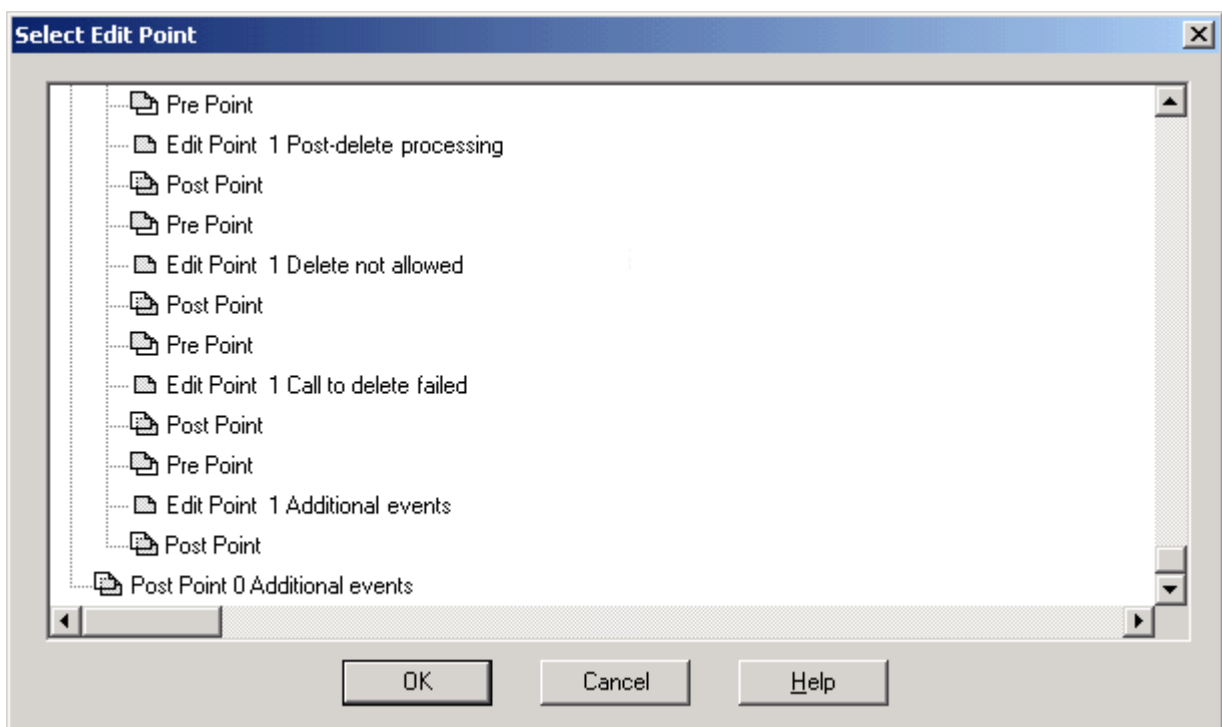 Select Edit Point
Pre Point
Edit Point 1 Post-delete processing
Post Point
Pre Point
Edit Point 1 Delete not allowed
Post Point
Pre Point
Edit Point 1 Call to delete failed
Post Point
Pre Point
Edit Point 1 Additional events
Post Point
Post Point 0 Additional events
OK Cancel Help